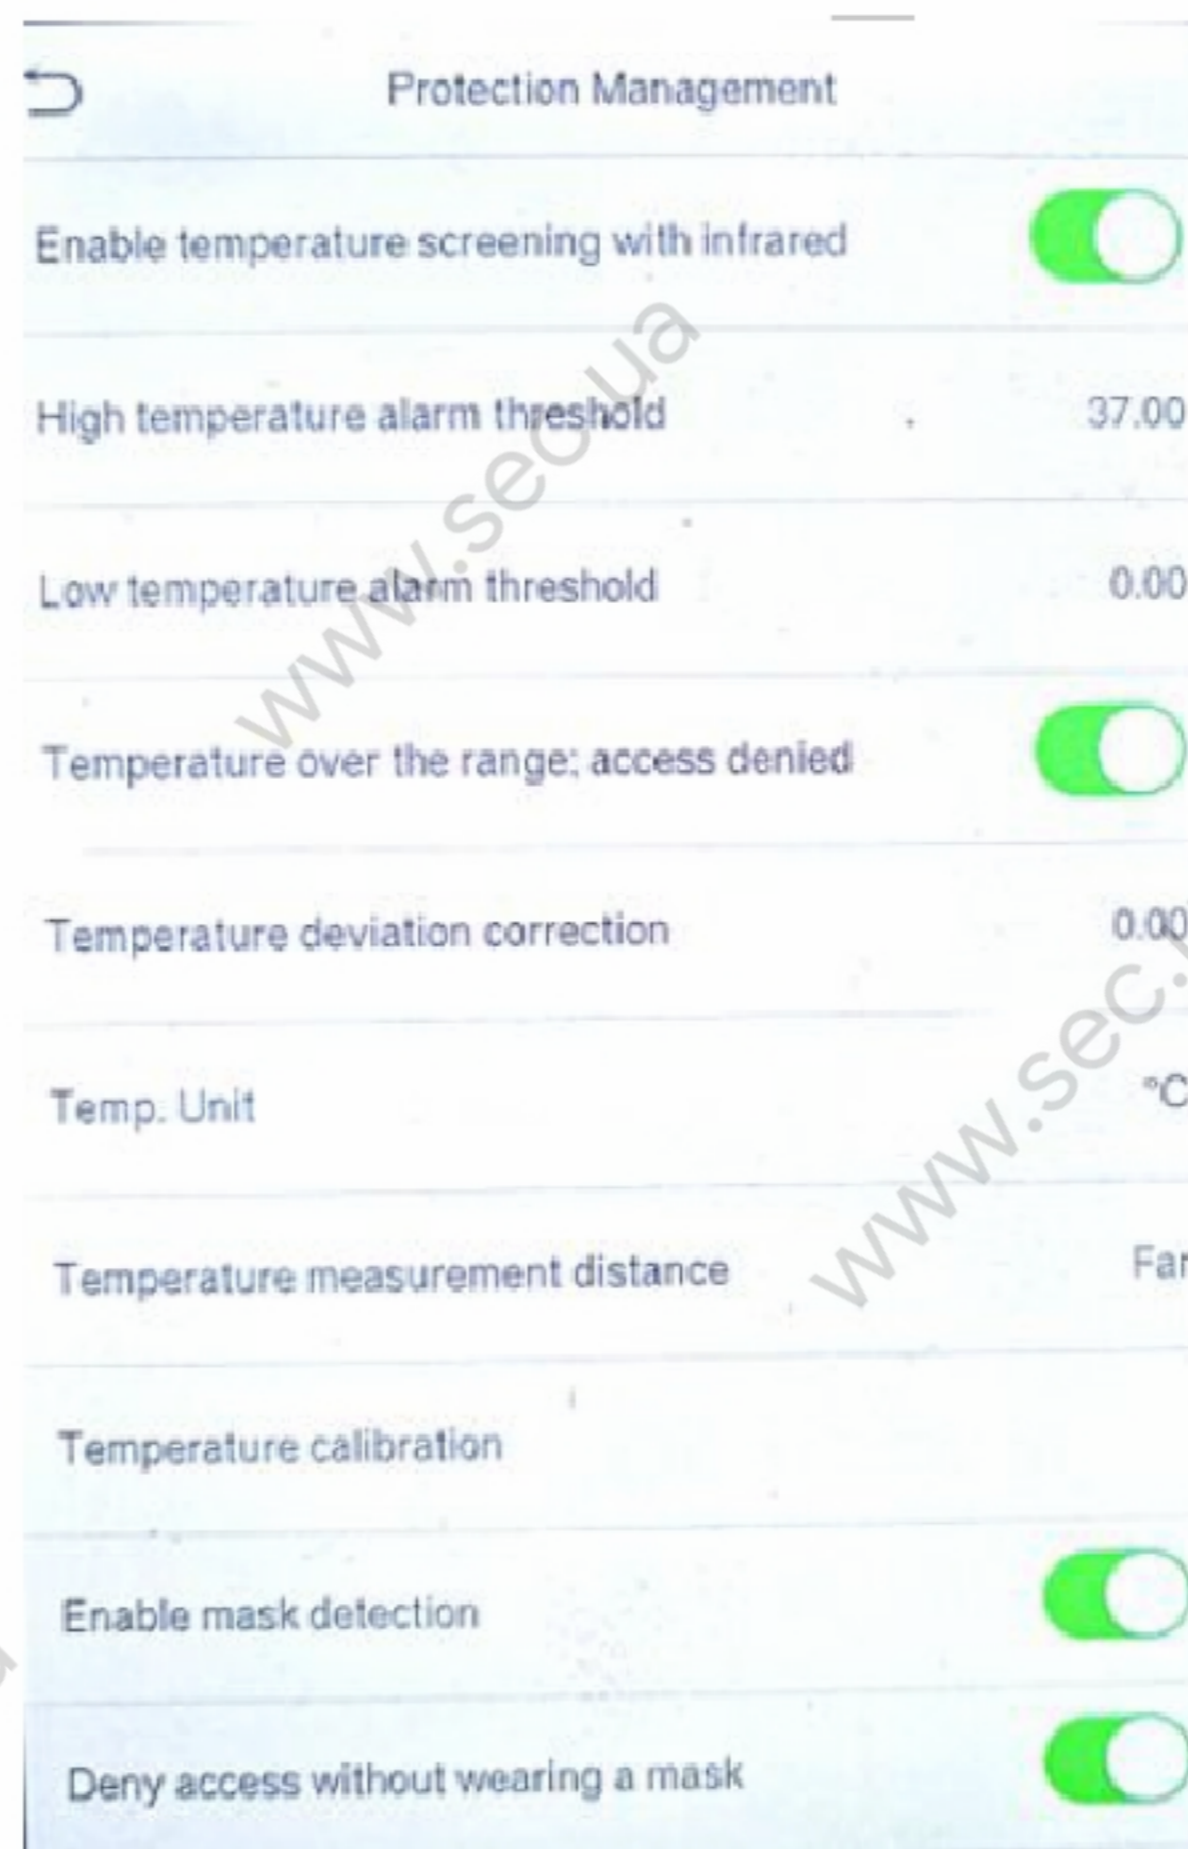 Protection Management
Enable temperature screening with infrared
High temperature alarm threshold 37.00
Low temperature alarm threshold 0.00
Temperature over the range; access denied
Temperature deviation correction 0.00
Temp. Unit °C
Temperature measurement distance Far
Temperature calibration
Enable mask detection
Deny access without wearing a mask
www.sec.ua
www.sec.